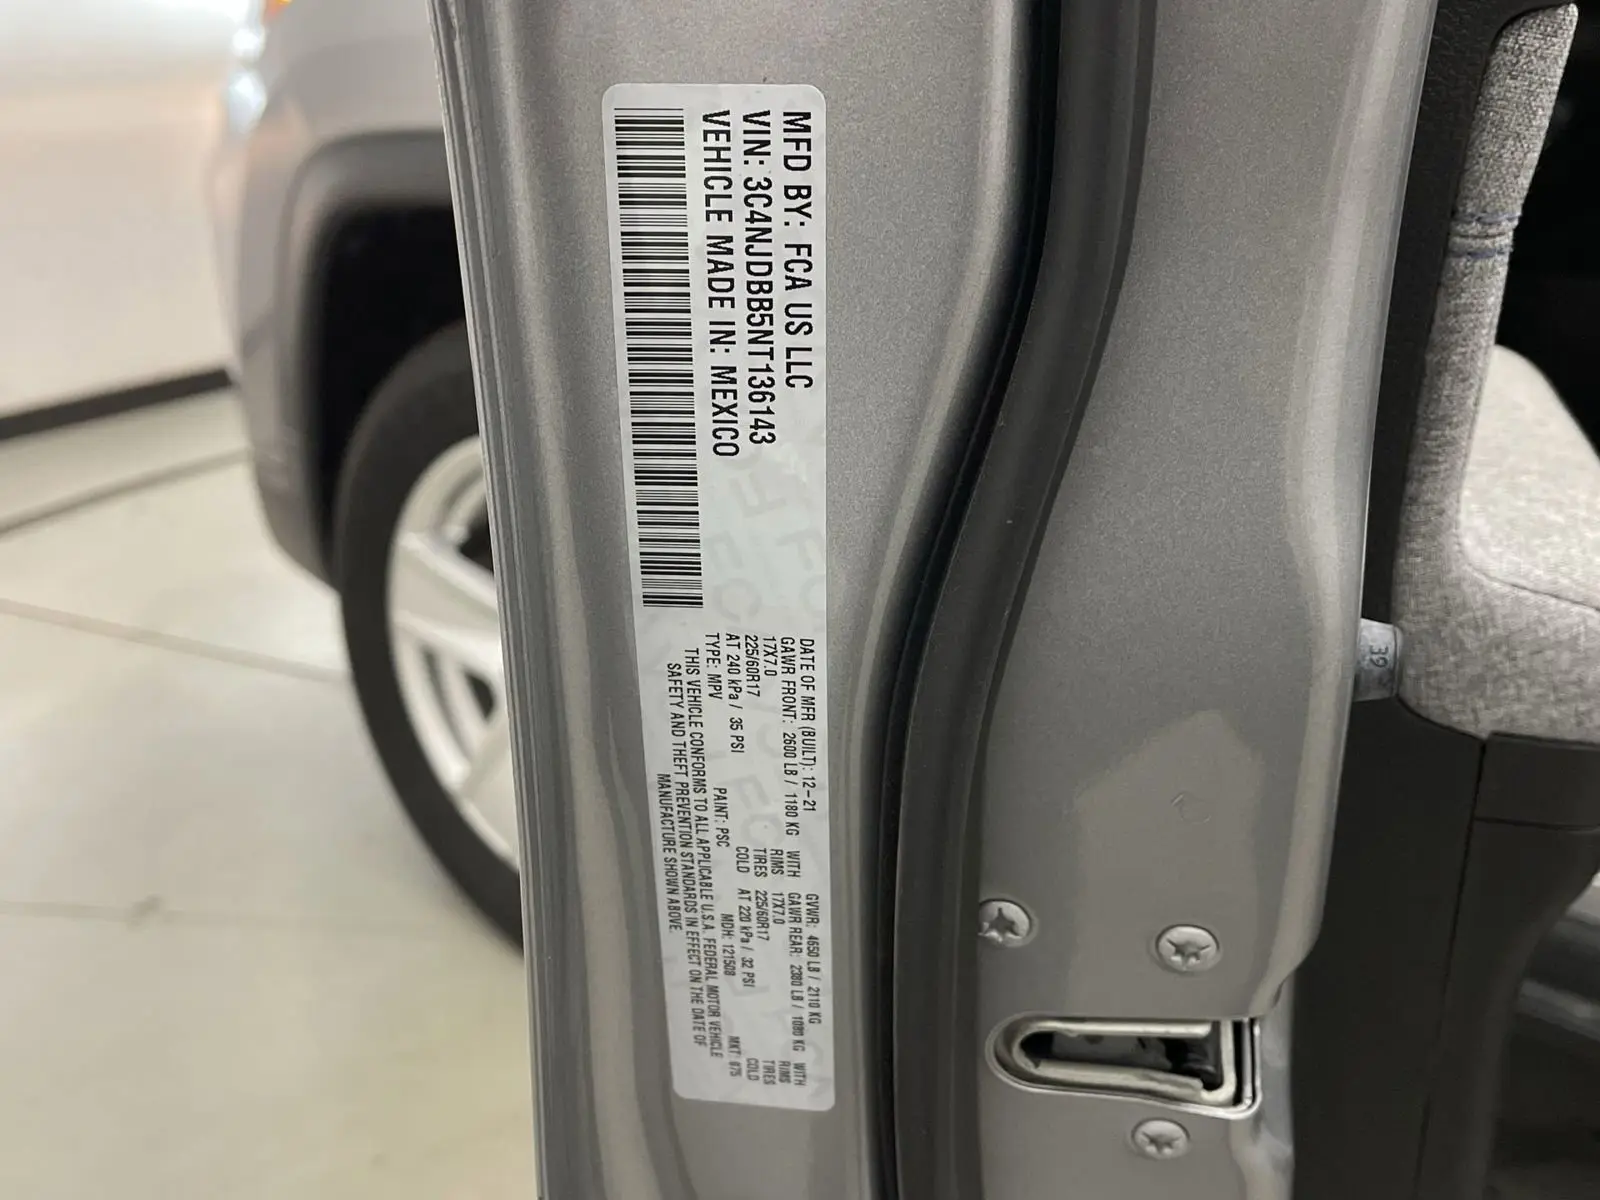 MFD BY: FCA US LLC
VIN: 3C4NJDBB5NT136143
VEHICLE MADE IN: MEXICO
DATE OF MFR (BUILT): 12-21 GVWR: 4650 LB / 2110 KG
GAWR FRONT: 2600 LB / 1180 KG WITH GAWR REAR: 2380 LB / 1080 KG WITH
17X7.0 RIMS 17X7.0 RIMS
225/60R17 TIRES 225/60R17 TIRES
AT 240 kPa / 35 PSI COLD AT 220 kPa / 32 PSI COLD
TYPE: MPV PAINT: PSC MDH: 121508 MKT: 875
THIS VEHICLE CONFORMS TO ALL APPLICABLE U.S.A. FEDERAL MOTOR VEHICLE
SAFETY AND THEFT PREVENTION STANDARDS IN EFFECT ON THE DATE OF
MANUFACTURE SHOWN ABOVE.
39